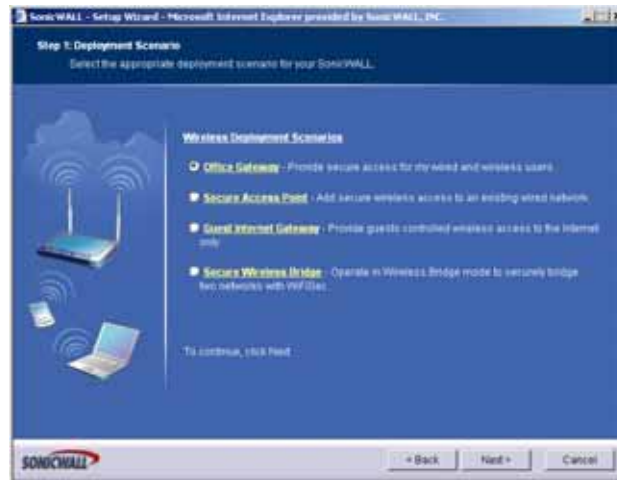 SonicWALL - Setup Wizard - Microsoft Internet Explorer provided by SonicWALL, INC.
Step 1: Deployment Scenario
Select the appropriate deployment scenario for your SonicWALL.
Wireless Deployment Scenarios
Office Gateway - Provide secure access for my wired and wireless users.
Secure Access Point - Add secure wireless access to an existing wired network.
Guest Internet Gateway - Provide guests controlled wireless access to the Internet
only.
Secure Wireless Bridge - Operate in Wireless Bridge mode to securely bridge
two networks with WiFiSec.
To continue, click Next
SONICWALL
< Back
Next >
Cancel